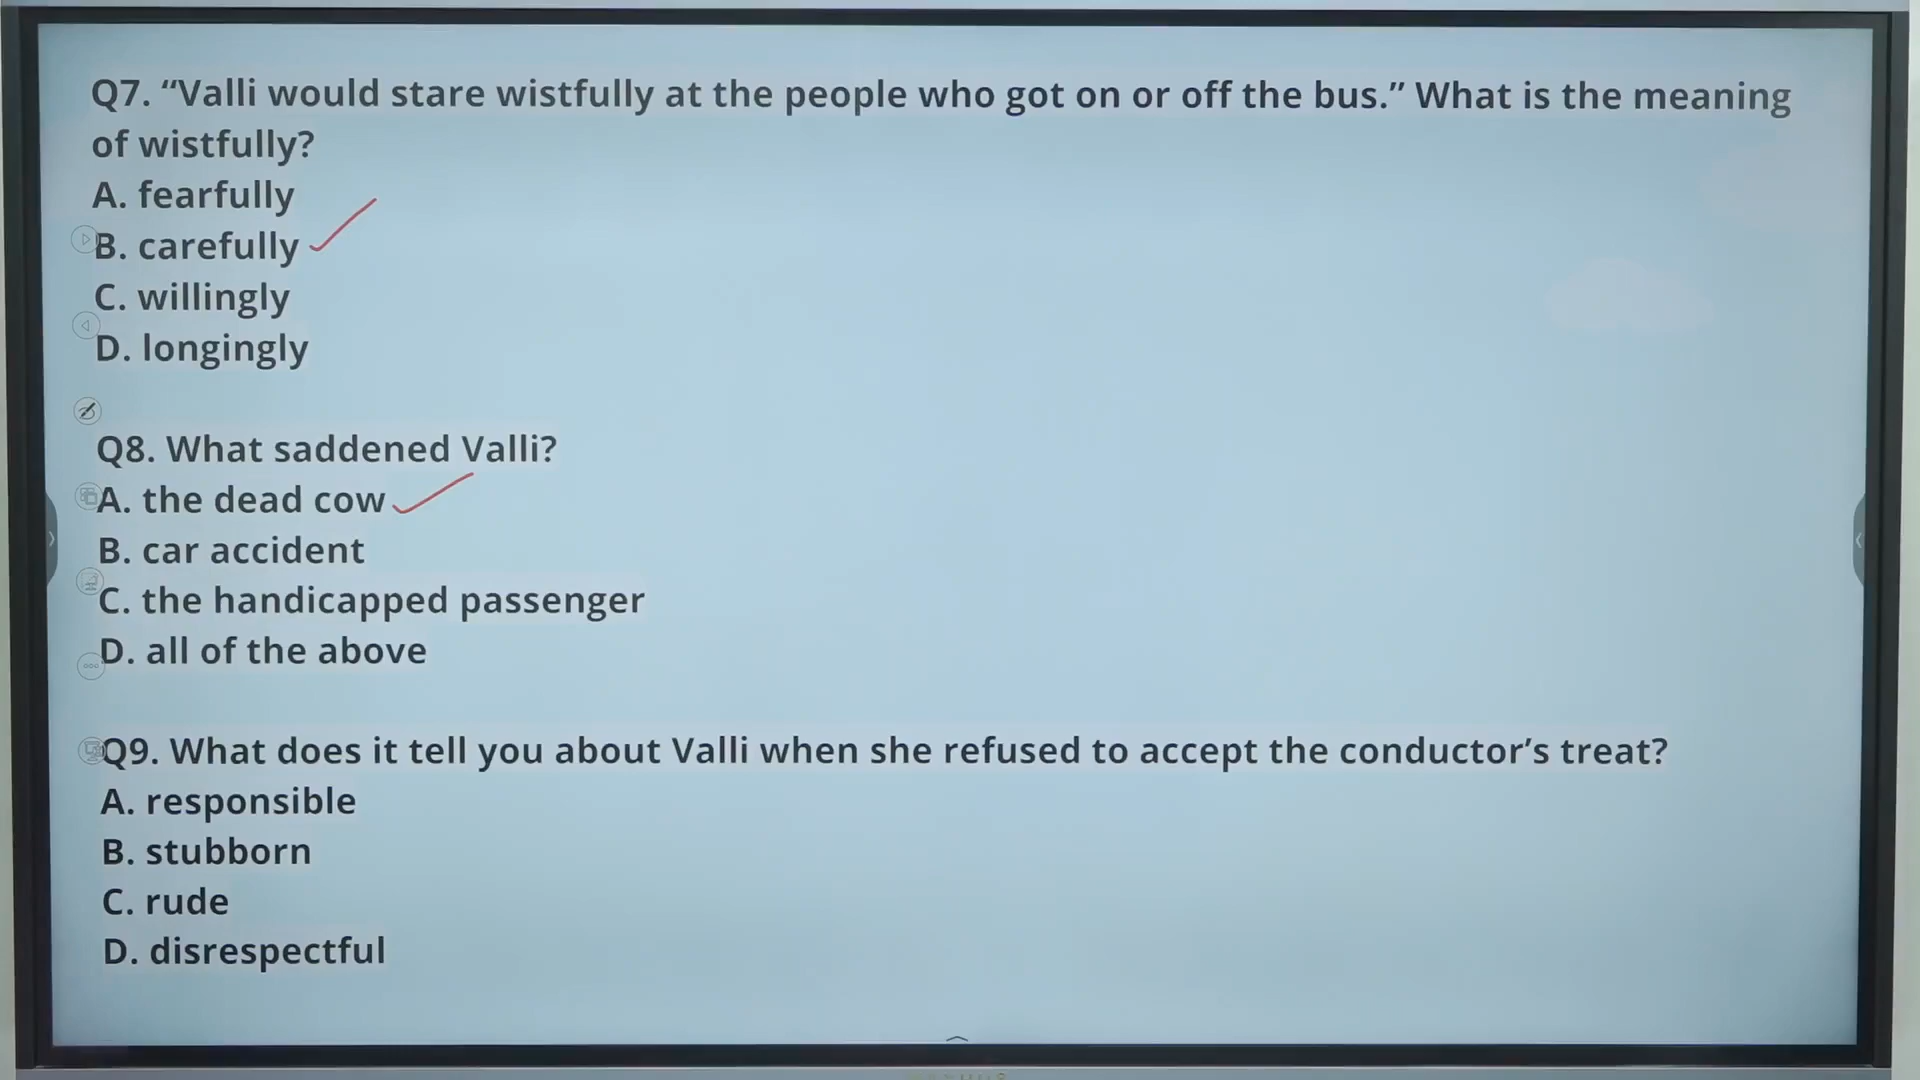 Q7. “Valli would stare wistfully at the people who got on or off the bus.” What is the meaning
of wistfully?
A. fearfully
B. carefully
C. willingly
D. longingly
Q8. What saddened Valli?
A. the dead cow
B. car accident
C. the handicapped passenger
D. all of the above
Q9. What does it tell you about Valli when she refused to accept the conductor’s treat?
A. responsible
B. stubborn
C. rude
D. disrespectful